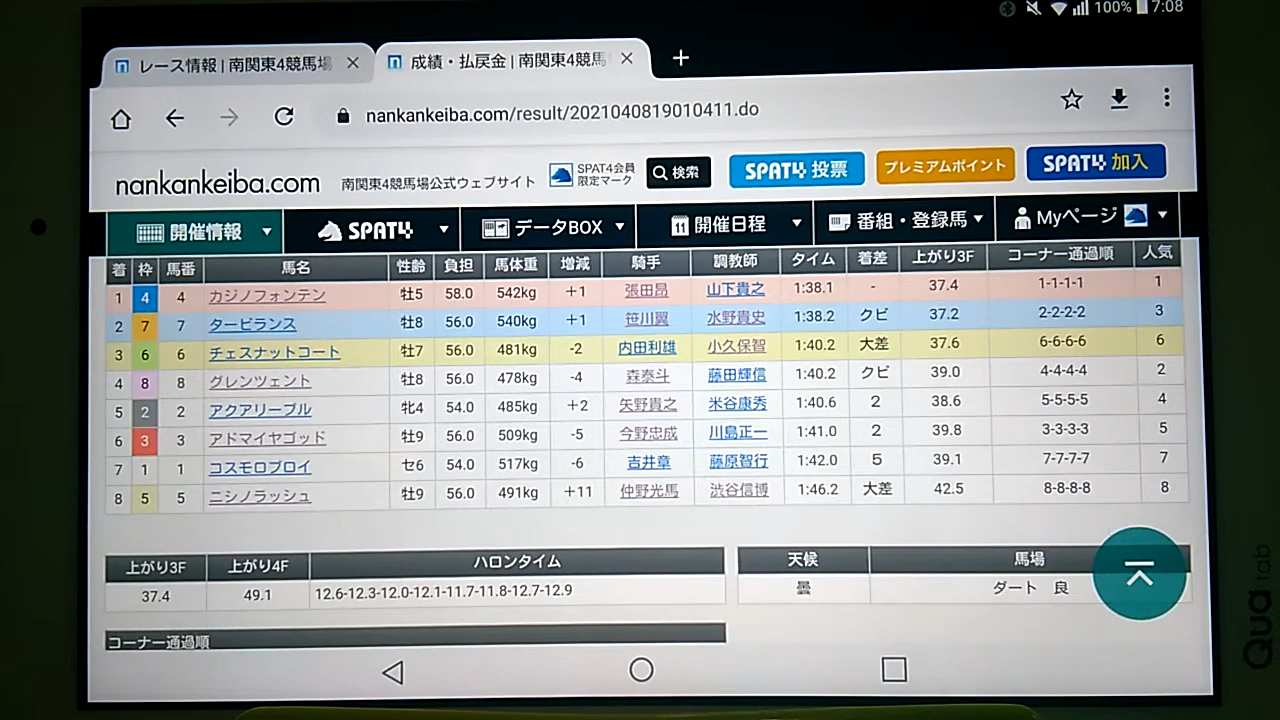 100% 7:08
レース情報 | 南関東4競馬場
成績・払戻金 | 南関東4競馬
nankankeiba.com/result/2021040819010411.do
nankankeiba.com 南関東4競馬場公式ウェブサイト SPAT4会員 限定マーク 検索 SPAT4 投票 プレミアムポイント SPAT4 加入
開催情報 SPAT4 データBOX 11 開催日程 番組・登録馬 Myページ
着 枠 馬番 馬名 性齢 負担 馬体重 増減 騎手 調教師 タイム 着差 上がり3F コーナー通過順 人気
1 4 4 カジノフォンテン 牡5 58.0 542kg +1 張田昂 山下貴之 1:38.1 - 37.4 1-1-1-1 1
2 7 7 タービランス 牡8 56.0 540kg +1 笹川翼 水野貴史 1:38.2 クビ 37.2 2-2-2-2 3
3 6 6 チェスナットコート 牡7 56.0 481kg -2 内田利雄 小久保智 1:40.2 大差 37.6 6-6-6-6 6
4 8 8 グレンツェント 牡8 56.0 478kg -4 森泰斗 藤田輝信 1:40.2 クビ 39.0 4-4-4-4 2
5 2 2 アクアリーブル 牝4 54.0 485kg +2 矢野貴之 米谷康秀 1:40.6 2 38.6 5-5-5-5 4
6 3 3 アドマイヤゴッド 牡9 56.0 509kg -5 今野忠成 川島正一 1:41.0 2 39.8 3-3-3-3 5
7 1 1 コスモロブロイ セ6 54.0 517kg -6 吉井章 藤原智行 1:42.0 5 39.1 7-7-7-7 7
8 5 5 ニシノラッシュ 牡9 56.0 491kg +11 仲野光馬 渋谷信博 1:46.2 大差 42.5 8-8-8-8 8
上がり3F 上がり4F ハロンタイム 天候 馬場
37.4 49.1 12.6-12.3-12.0-12.1-11.7-11.8-12.7-12.9 曇 ダート 良
コーナー通過順
Qua tab